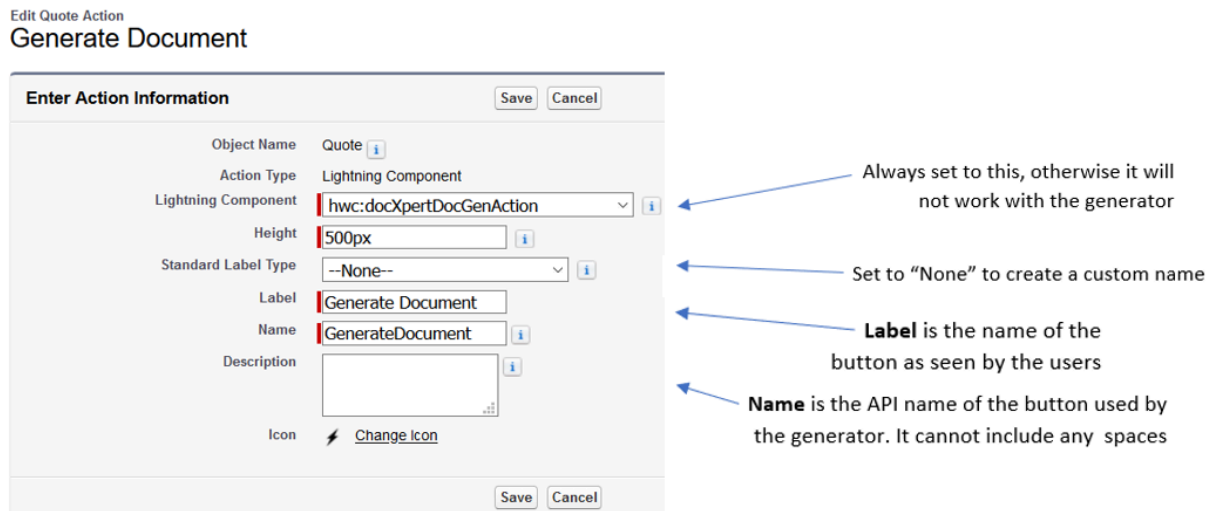 Edit Quote Action
Generate Document
Enter Action Information
Save Cancel
Object Name Quote i
Action Type Lightning Component
Lightning Component hwc:docXpertDocGenAction i
Height 500px i
Standard Label Type --None-- i
Label Generate Document
Name GenerateDocument i
Description i
Icon Change Icon
Save Cancel
Always set to this, otherwise it will
not work with the generator
Set to “None” to create a custom name
Label is the name of the
button as seen by the users
Name is the API name of the button used by
the generator. It cannot include any spaces